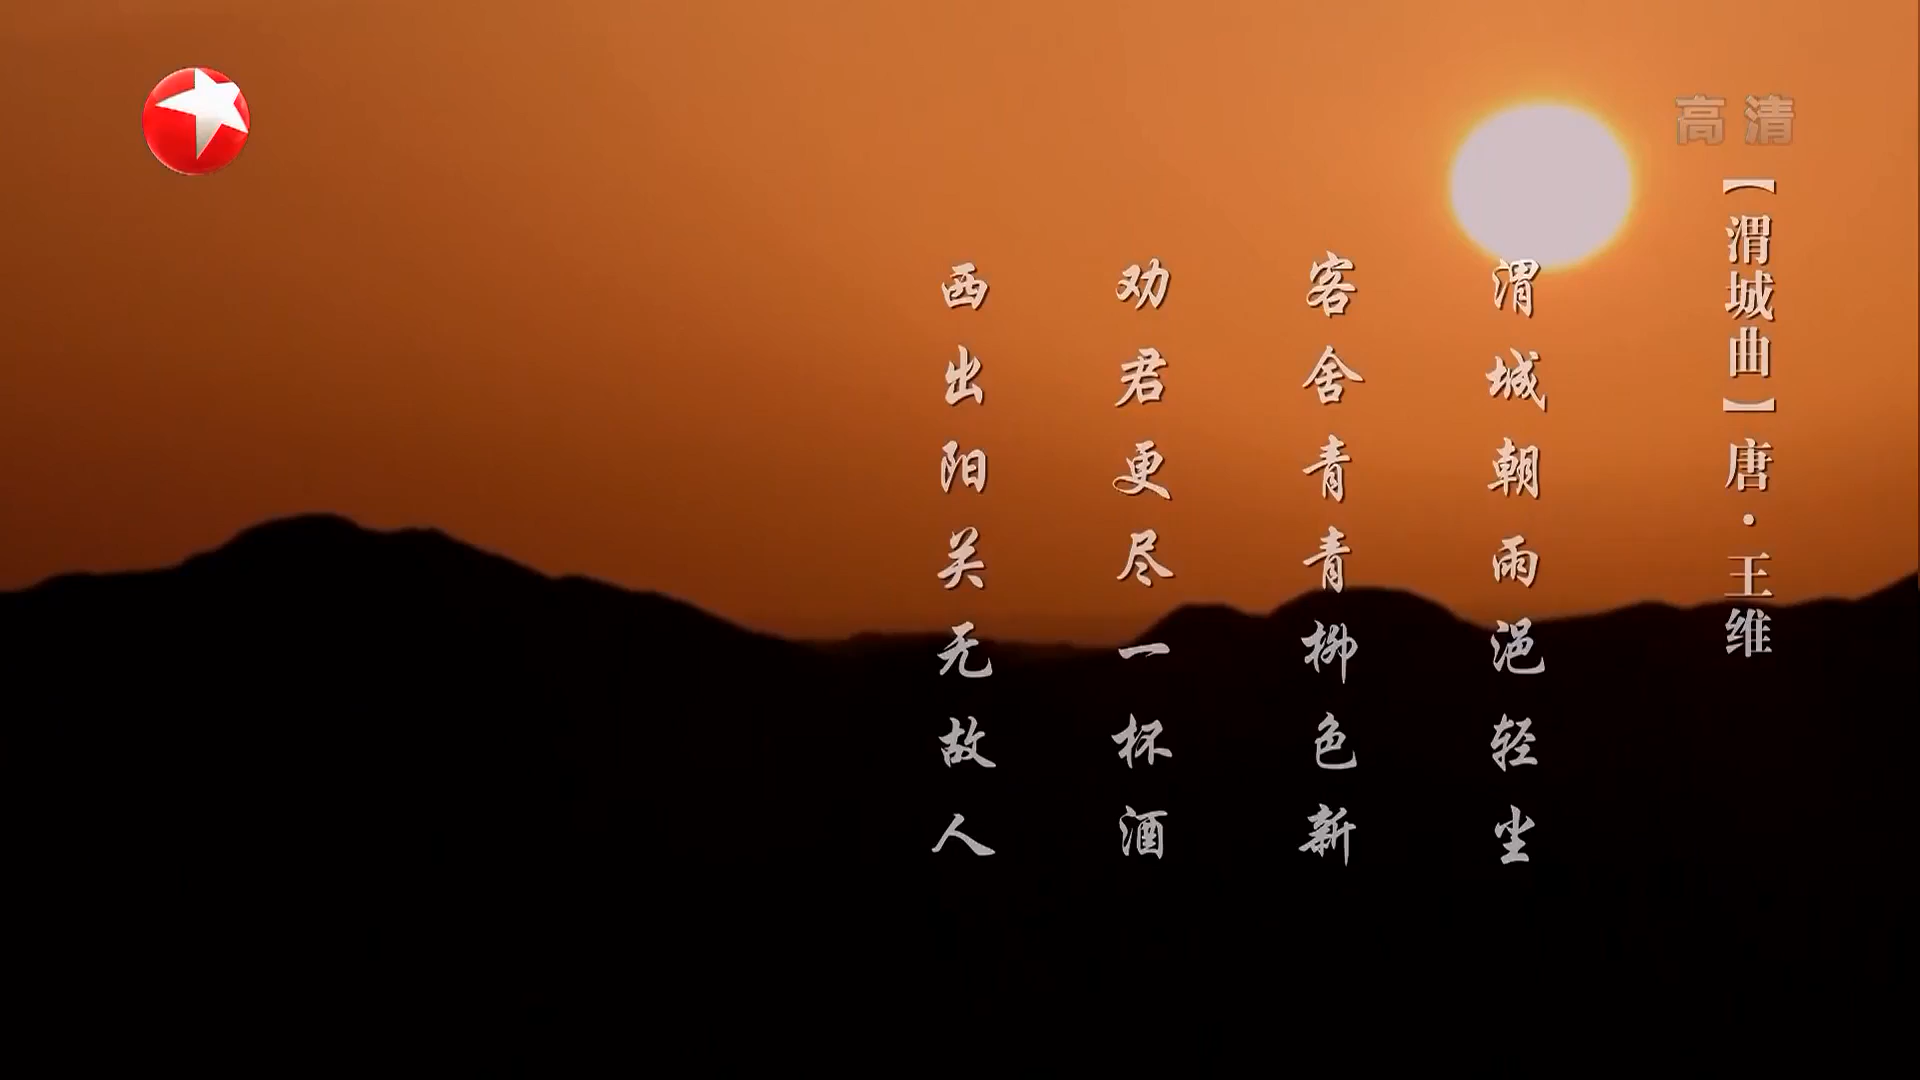 高清
【渭城曲】唐·王维
渭城朝雨浥轻尘
客舍青青柳色新
劝君更尽一杯酒
西出阳关无故人